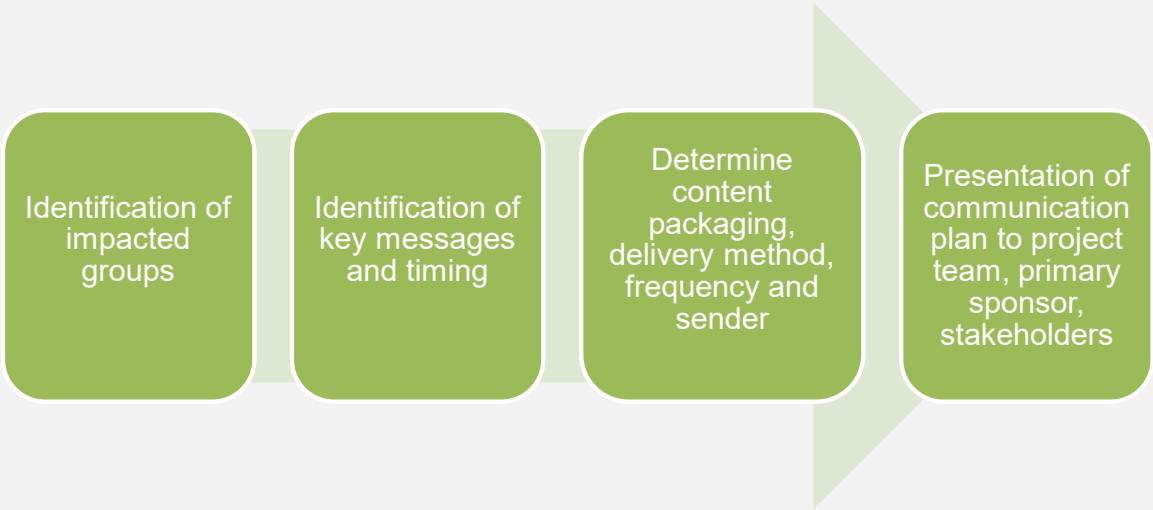 Identification of
impacted
groups
Identification of
key messages
and timing
Determine
content
packaging,
delivery method,
frequency and
sender
Presentation of
communication
plan to project
team, primary
sponsor,
stakeholders